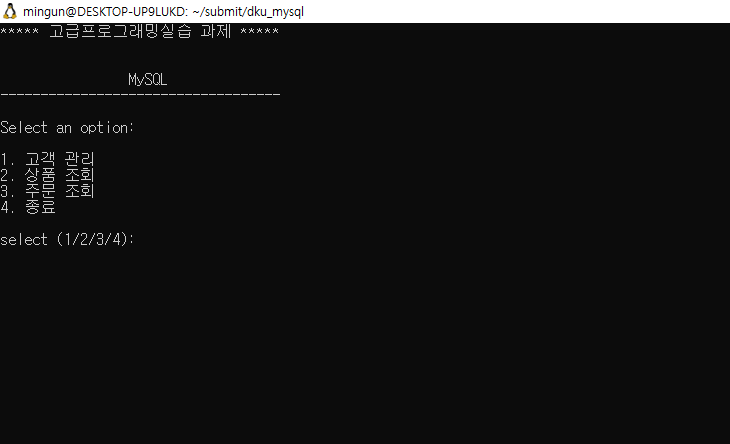 mingun@DESKTOP-UP9LUKD: ~/submit/dku_mysql
***** 고급프로그래밍실습 과제 *****
MySQL
-----------------------------------
Select an option:
1. 고객 관리
2. 상품 조회
3. 주문 조회
4. 종료
select (1/2/3/4):